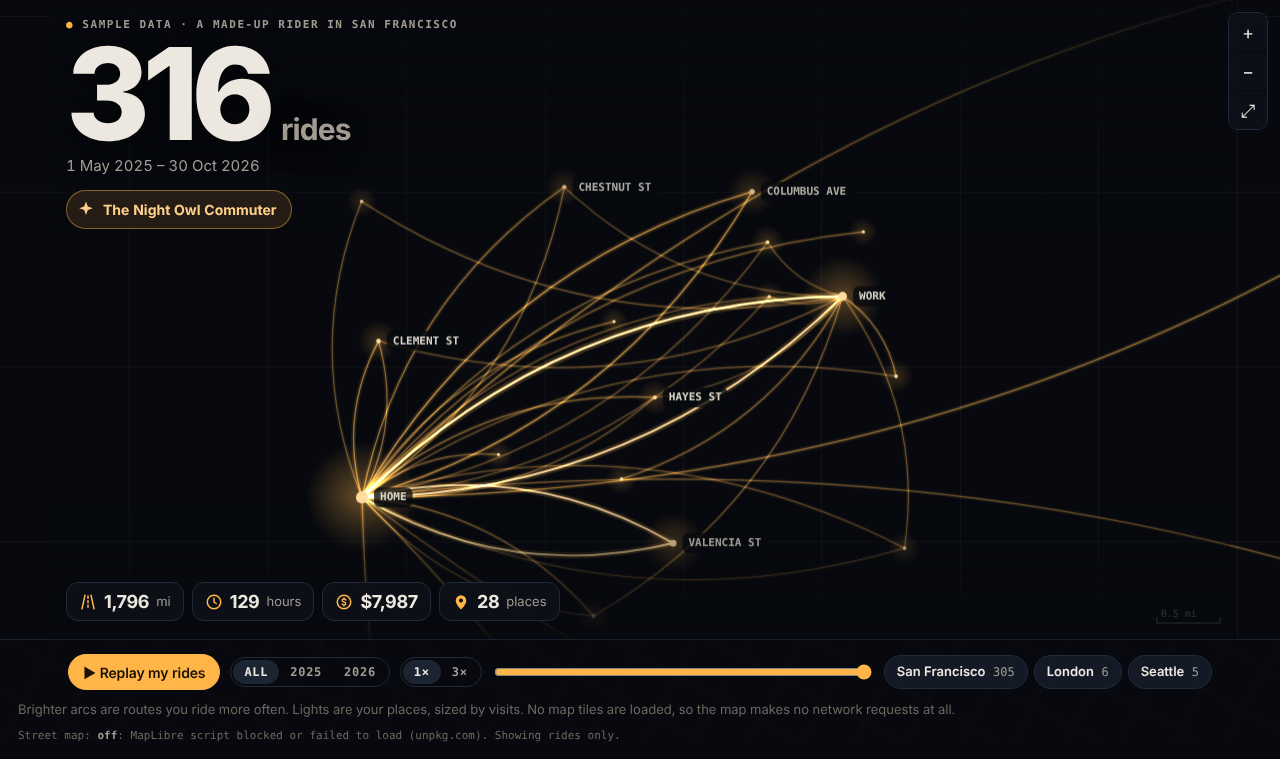 SAMPLE DATA · A MADE-UP RIDER IN SAN FRANCISCO
316 rides
1 May 2025 – 30 Oct 2026
The Night Owl Commuter
+
−
CHESTNUT ST
COLUMBUS AVE
WORK
CLEMENT ST
HAYES ST
HOME
VALENCIA ST
1,796 mi
129 hours
$7,987
28 places
0.5 mi
Replay my rides
ALL 2025 2026
1× 3×
San Francisco 305
London 6
Seattle 5
Brighter arcs are routes you ride more often. Lights are your places, sized by visits. No map tiles are loaded, so the map makes no network requests at all.
Street map: off: MapLibre script blocked or failed to load (unpkg.com). Showing rides only.